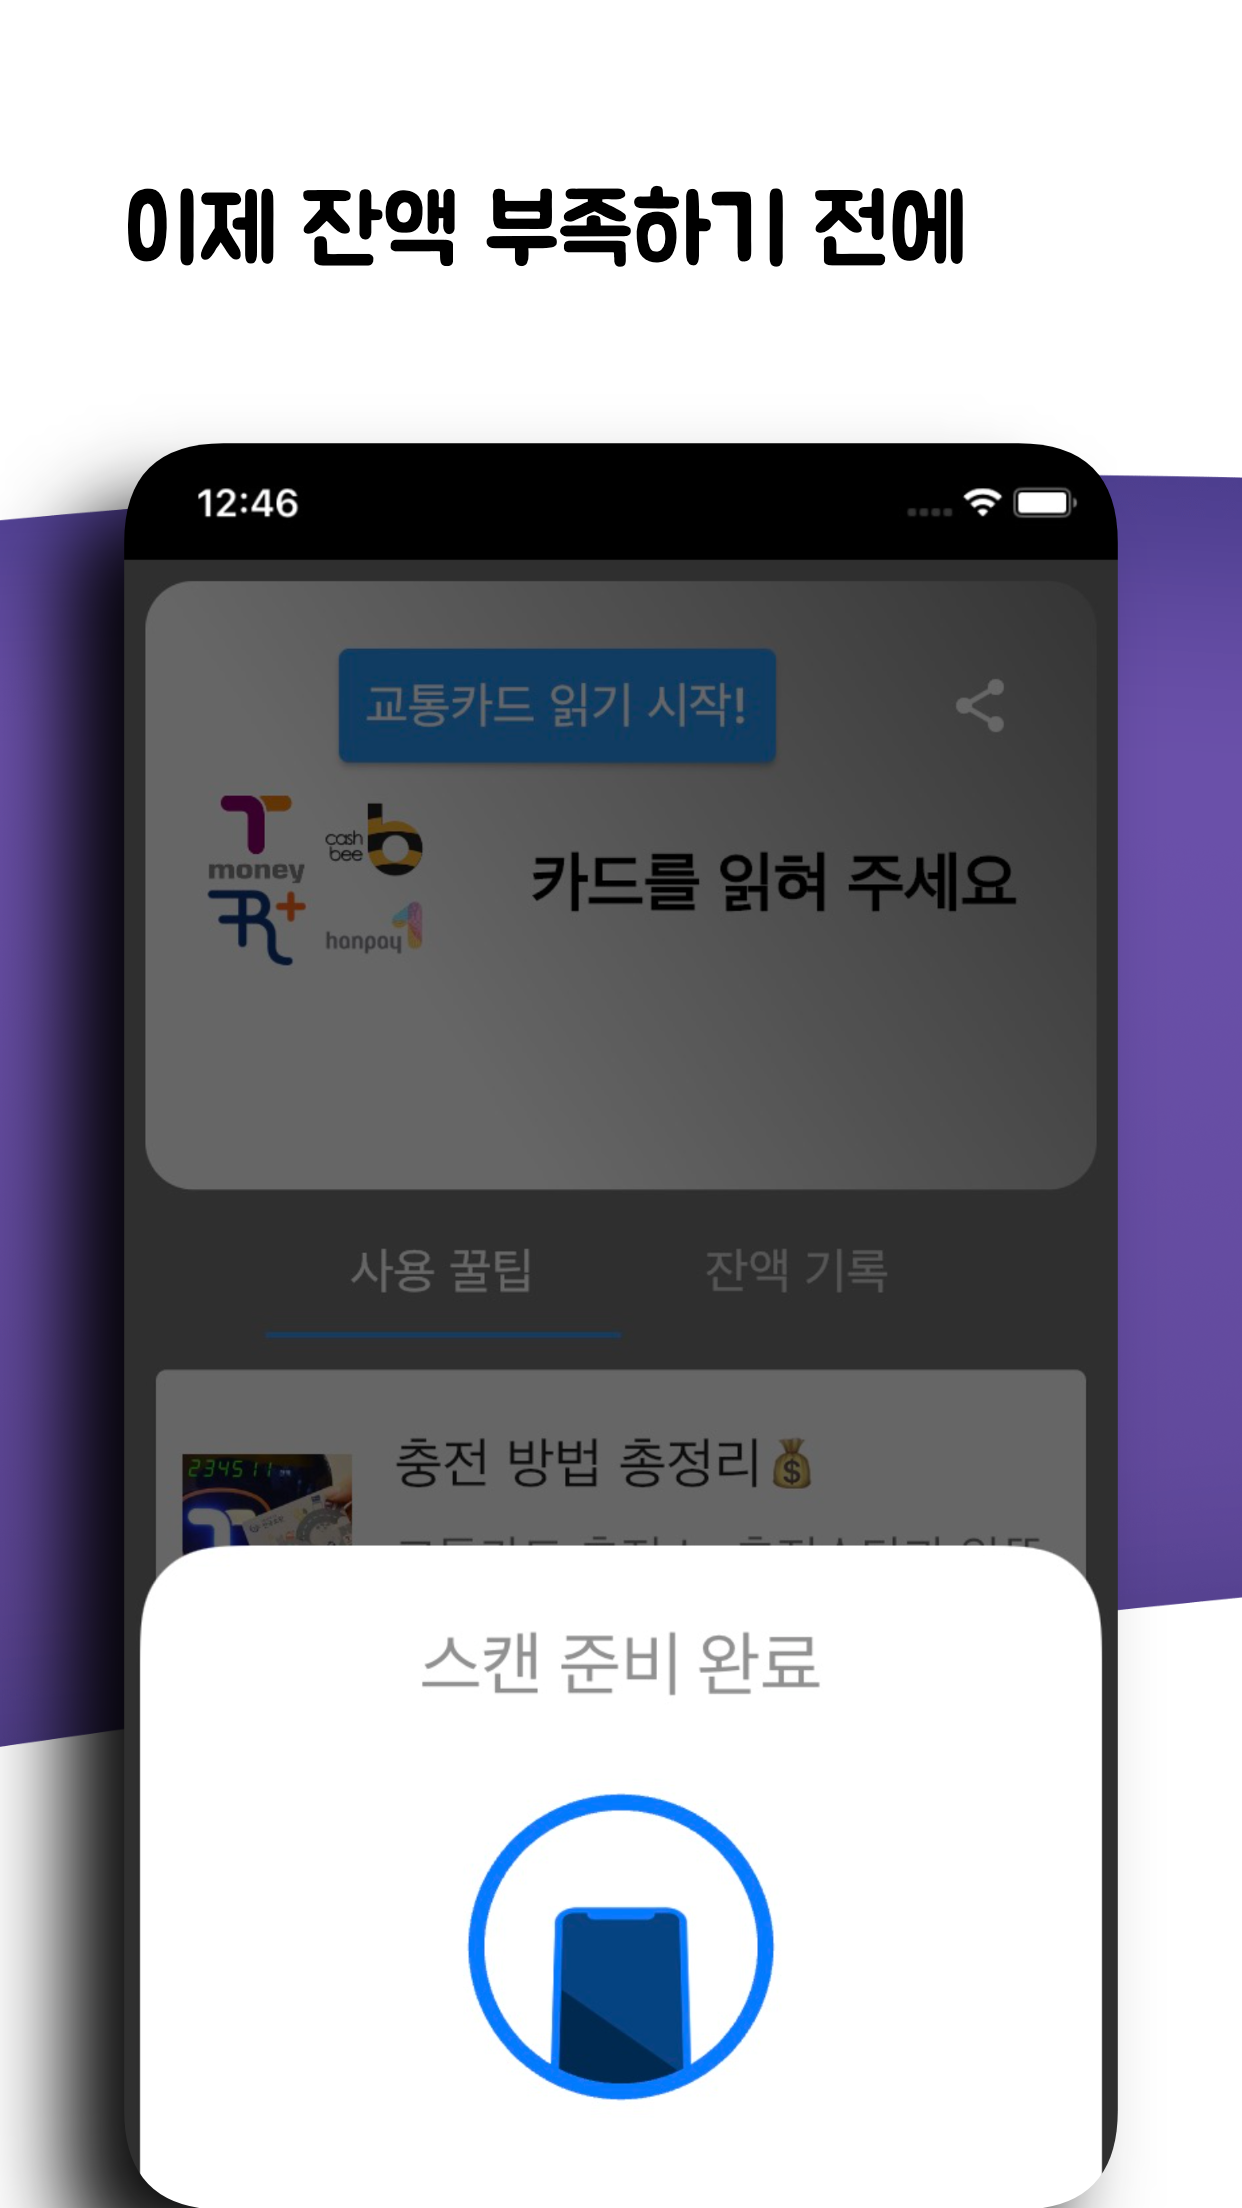 이제 잔액 부족하기 전에
12:46
교통카드 읽기 시작!
T
money
cash
bee
b
R+
hanpay
카드를 읽혀 주세요
사용 꿀팁
잔액 기록
234511
충전 방법 총정리💰
스캔 준비 완료